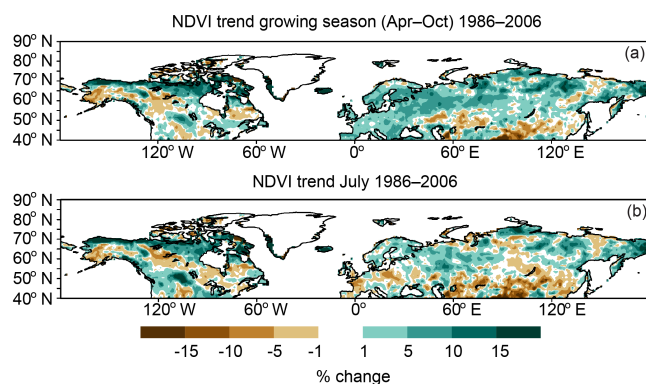 NDVI trend growing season (Apr–Oct) 1986–2006
(a)
90° N
80° N
70° N
60° N
50° N
40° N
120° W
60° W
0°
60° E
120° E
NDVI trend July 1986–2006
(b)
90° N
80° N
70° N
60° N
50° N
40° N
120° W
60° W
0°
60° E
120° E
-15 -10 -5 -1 1 5 10 15
% change